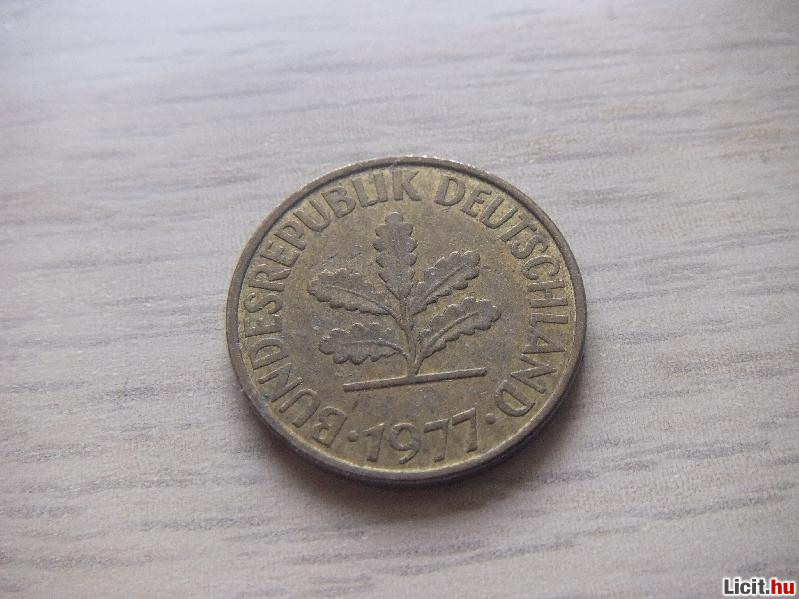 BUNDESREPUBLIK DEUTSCHLAND
· 1977 ·
Licit.hu